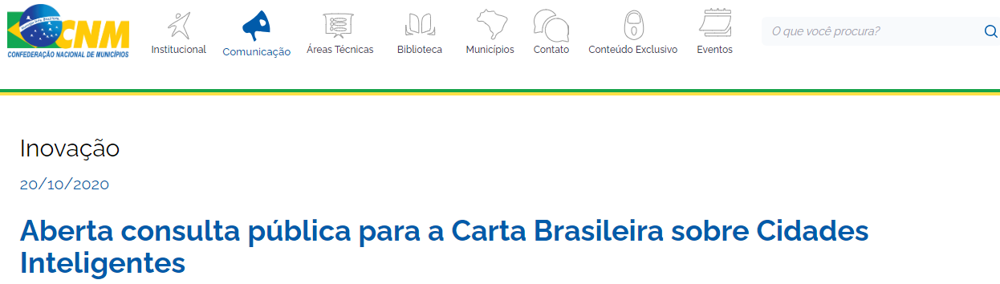 CNM
CONFEDERAÇÃO NACIONAL DE MUNICÍPIOS
Institucional
Comunicação
Áreas Técnicas
Biblioteca
Municípios
Contato
Conteúdo Exclusivo
Eventos
O que você procura?
Inovação
20/10/2020
Aberta consulta pública para a Carta Brasileira sobre Cidades
Inteligentes